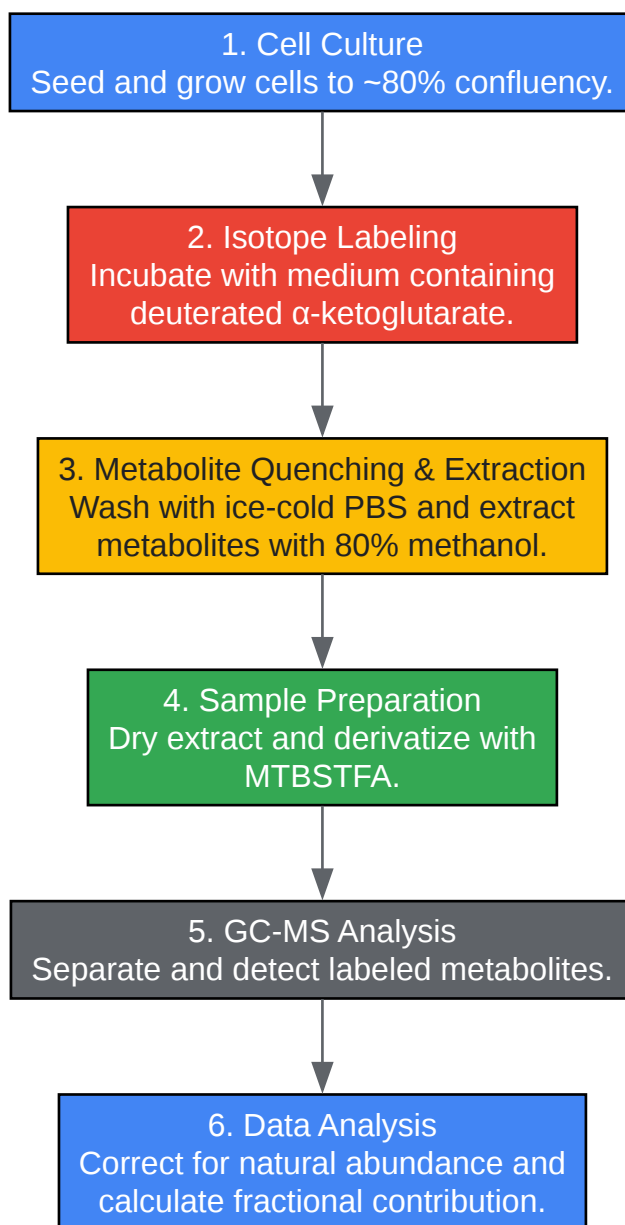 1. Cell Culture
Seed and grow cells to ~80% confluency.
2. Isotope Labeling
Incubate with medium containing
deuterated α-ketoglutarate.
3. Metabolite Quenching & Extraction
Wash with ice-cold PBS and extract
metabolites with 80% methanol.
4. Sample Preparation
Dry extract and derivatize with
MTBSTFA.
5. GC-MS Analysis
Separate and detect labeled metabolites.
6. Data Analysis
Correct for natural abundance and
calculate fractional contribution.